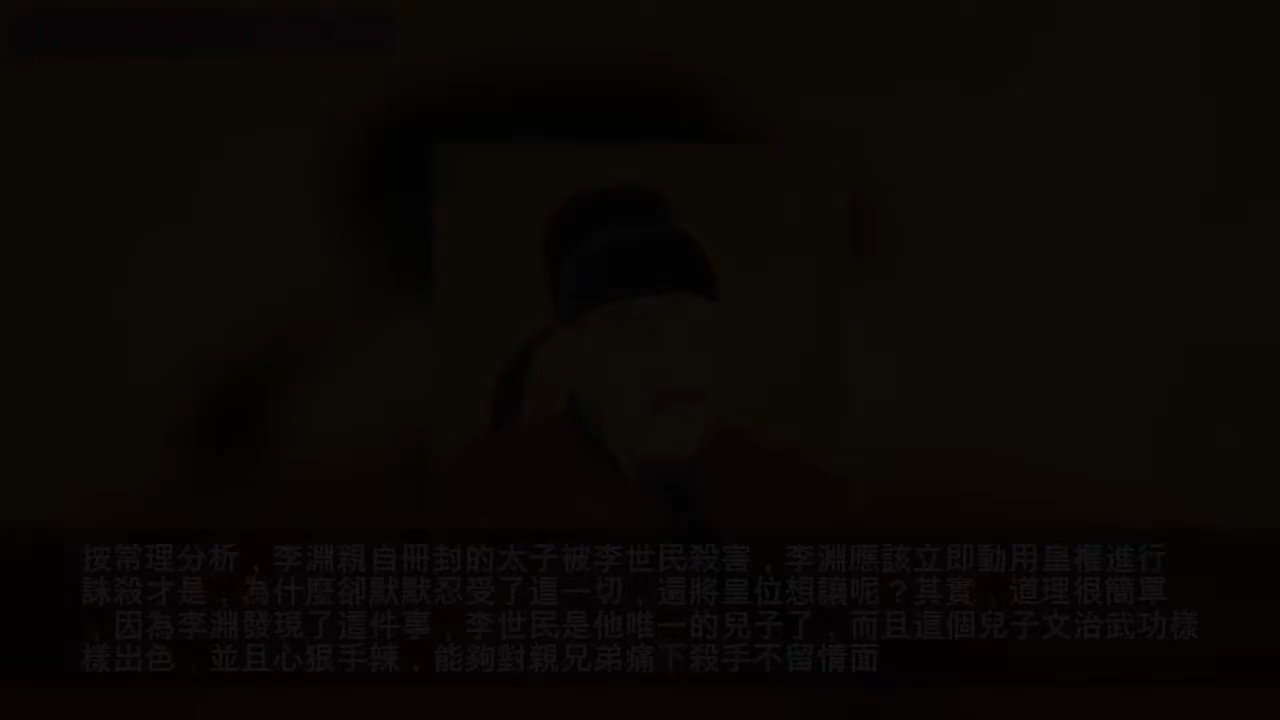 按常理分析，李淵親自冊封的太子被李世民殺害，李淵應該立即動用皇權進行
誅殺才是，為什麼卻默默忍受了這一切，還將皇位想讓呢？其實，道理很簡單
，因為李淵發現了這件事，李世民是他唯一的兒子了，而且這個兒子文治武功樣
樣出色，並且心狠手辣，能夠對親兄弟痛下殺手不留情面